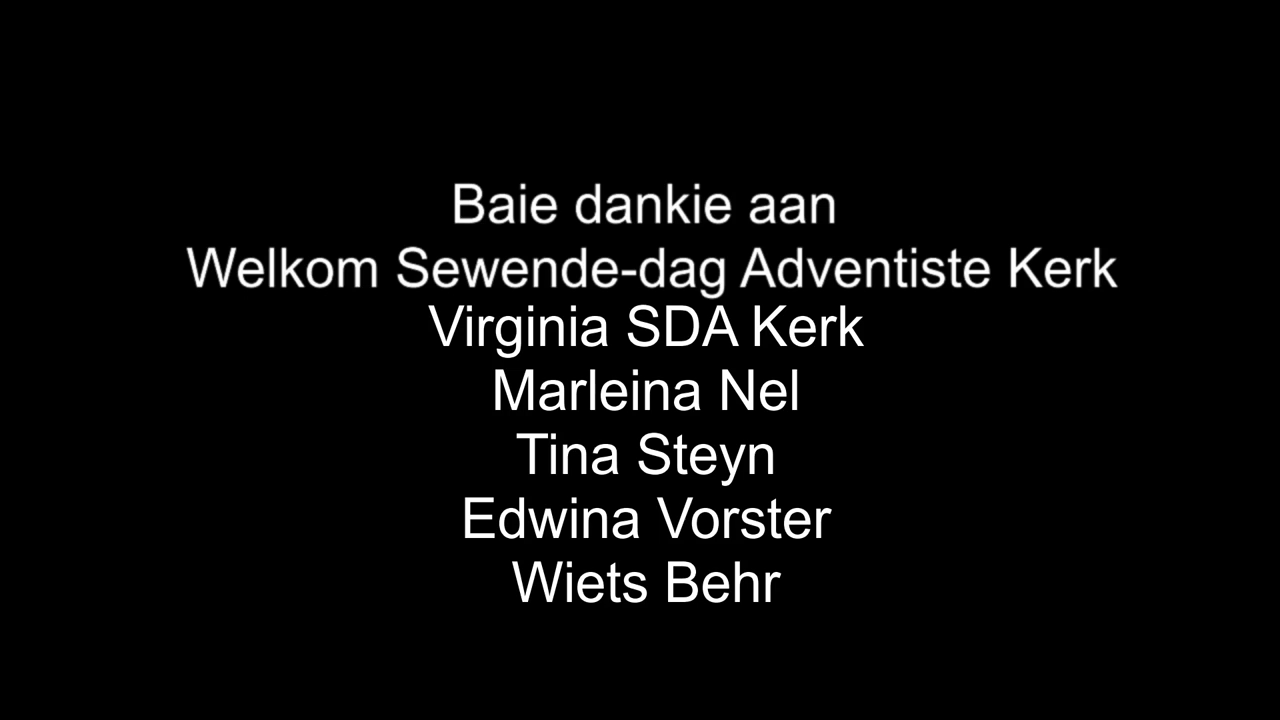 Baie dankie aan
Welkom Sewende-dag Adventiste Kerk
Virginia SDA Kerk
Marleina Nel
Tina Steyn
Edwina Vorster
Wiets Behr